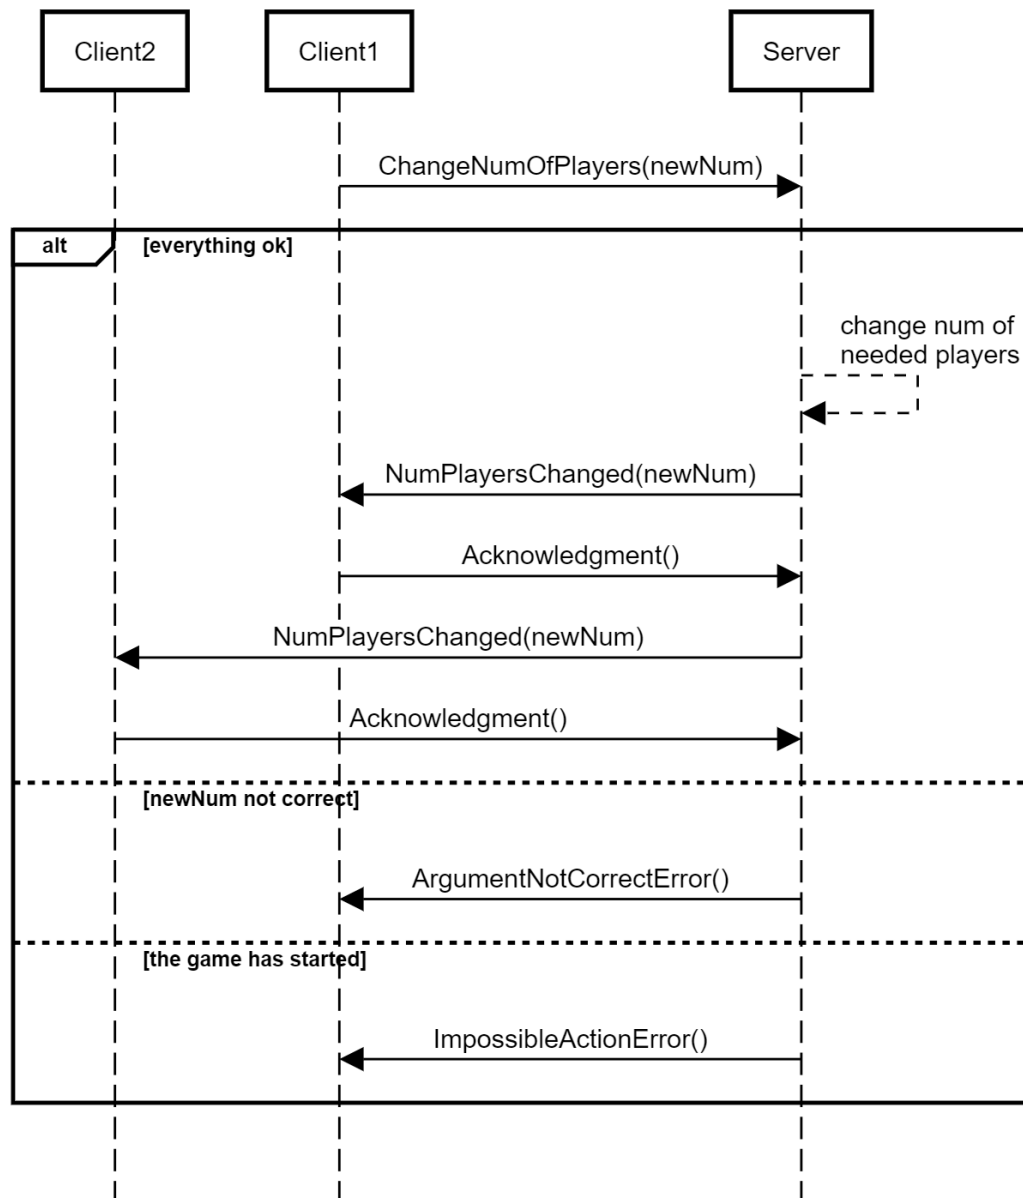 Client2
Client1
Server
ChangeNumOfPlayers(newNum)
alt
[everything ok]
change num of
needed players
NumPlayersChanged(newNum)
Acknowledgment()
NumPlayersChanged(newNum)
Acknowledgment()
[newNum not correct]
ArgumentNotCorrectError()
[the game has started]
ImpossibleActionError()